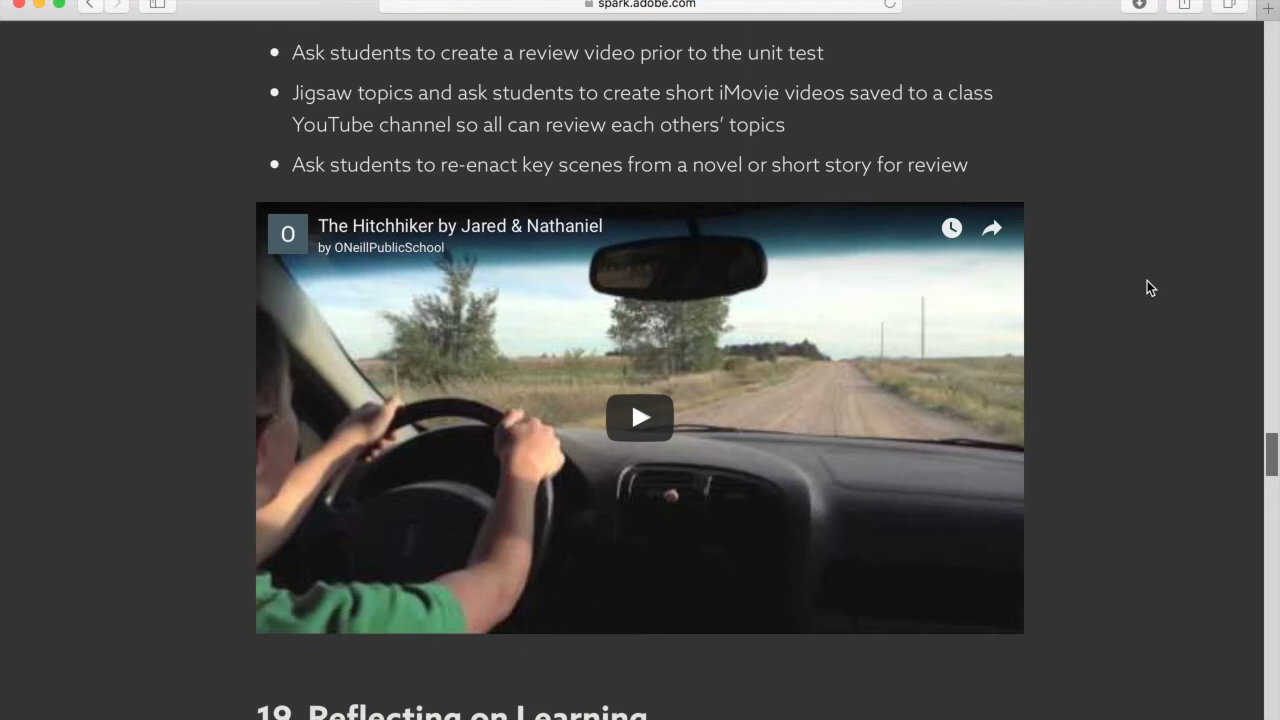 spark.adobe.com
Ask students to create a review video prior to the unit test
Jigsaw topics and ask students to create short iMovie videos saved to a class
YouTube channel so all can review each others’ topics
Ask students to re-enact key scenes from a novel or short story for review
O
The Hitchhiker by Jared & Nathaniel
by ONeillPublicSchool
19. Reflecting on Learning